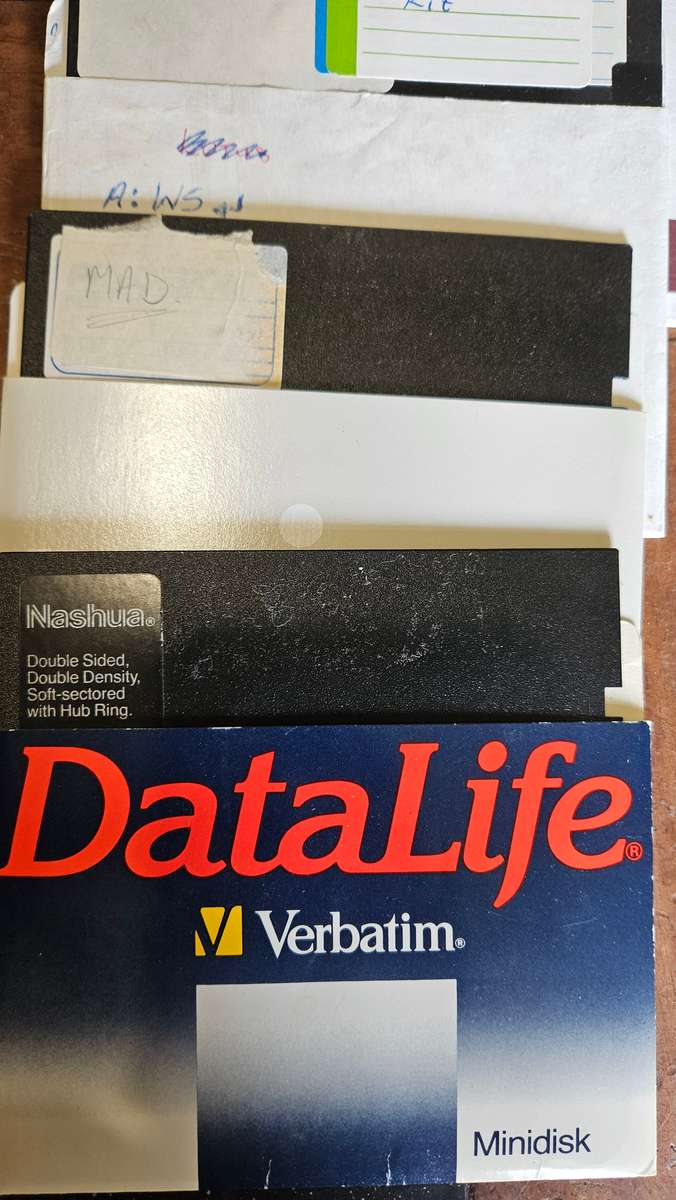 A: WS
MAD.
Nashua®
Double Sided,
Double Density,
Soft-sectored
with Hub Ring.
DataLife®
Verbatim®
Minidisk